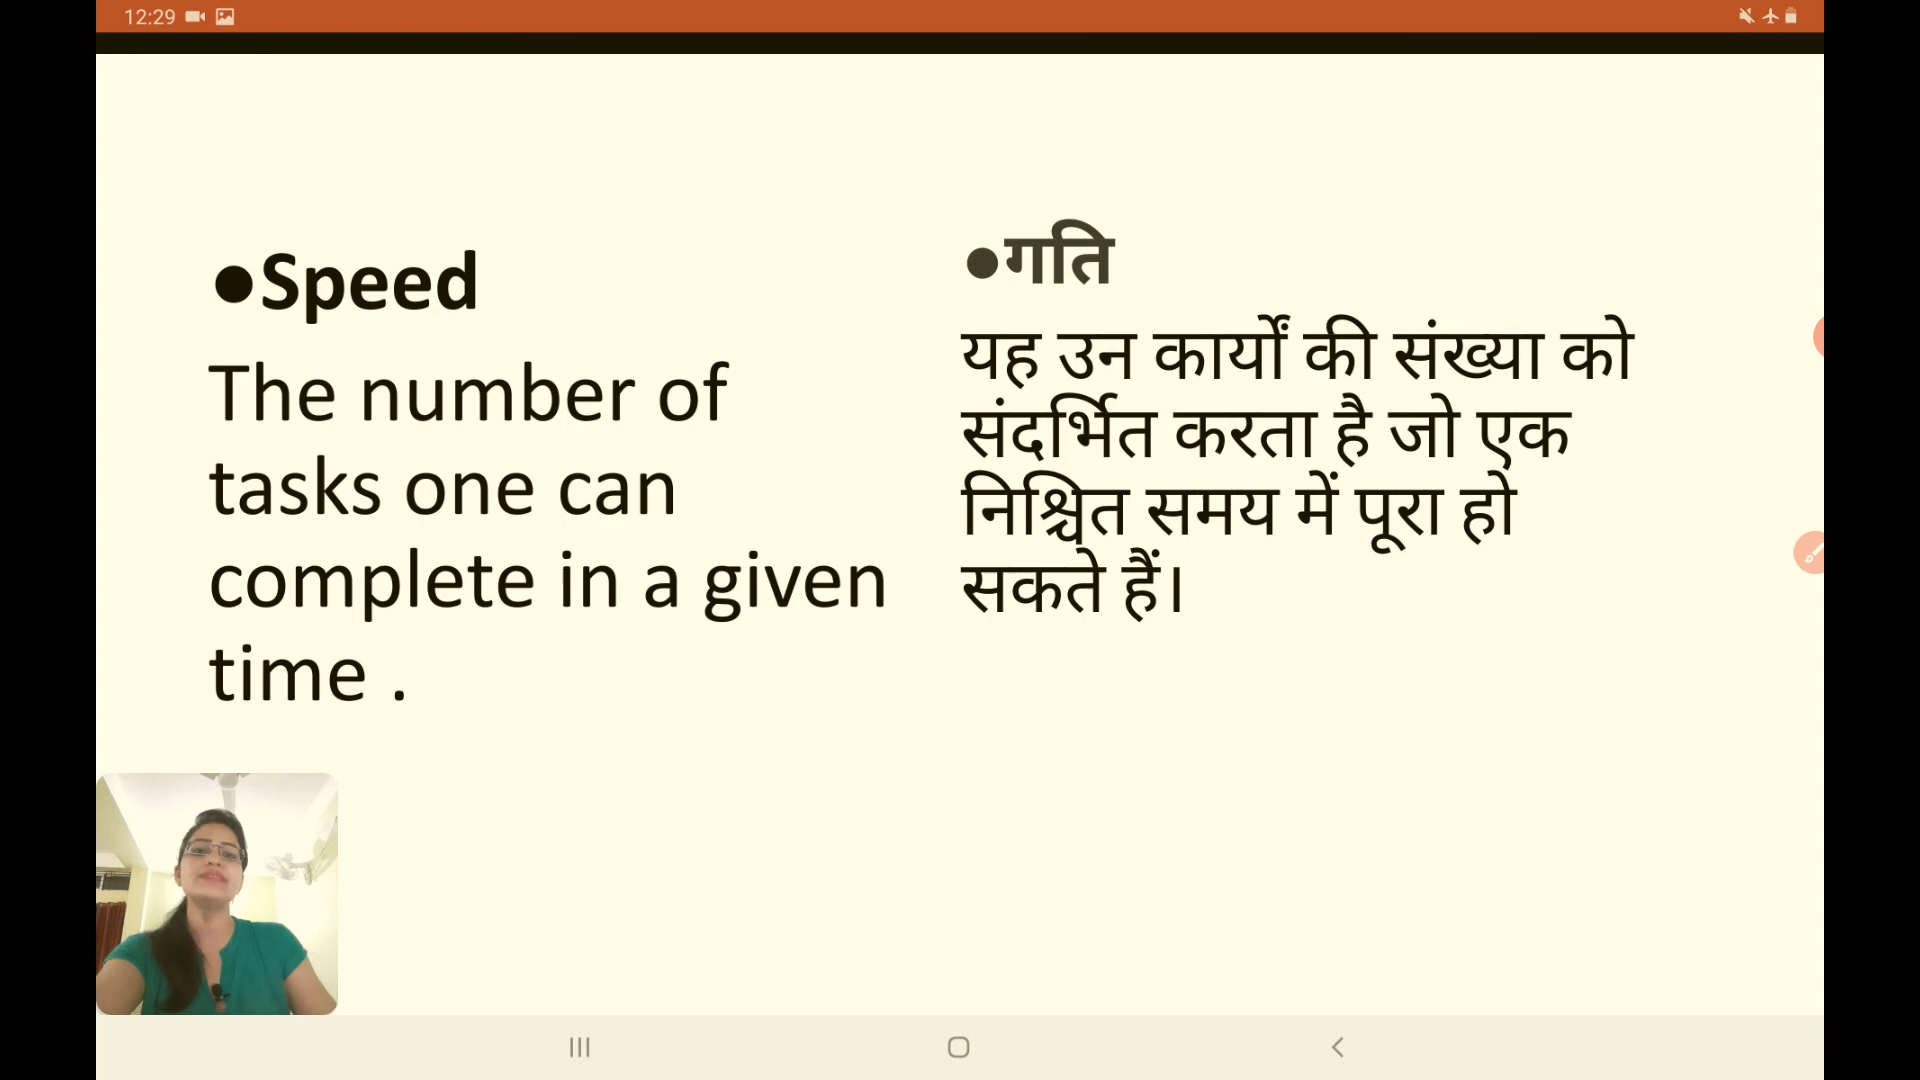 12:29
●Speed
The number of
tasks one can
complete in a given
time .
●गति
यह उन कार्यों की संख्या को
संदर्भित करता है जो एक
निश्चित समय में पूरा हो
सकते हैं।